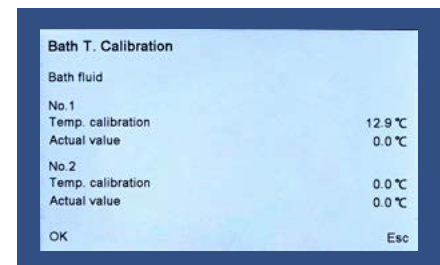 Bath T. Calibration
Bath fluid
No.1
Temp. calibration 12.9 ℃
Actual value 0.0 ℃
No.2
Temp. calibration 0.0 ℃
Actual value 0.0 ℃
OK Esc